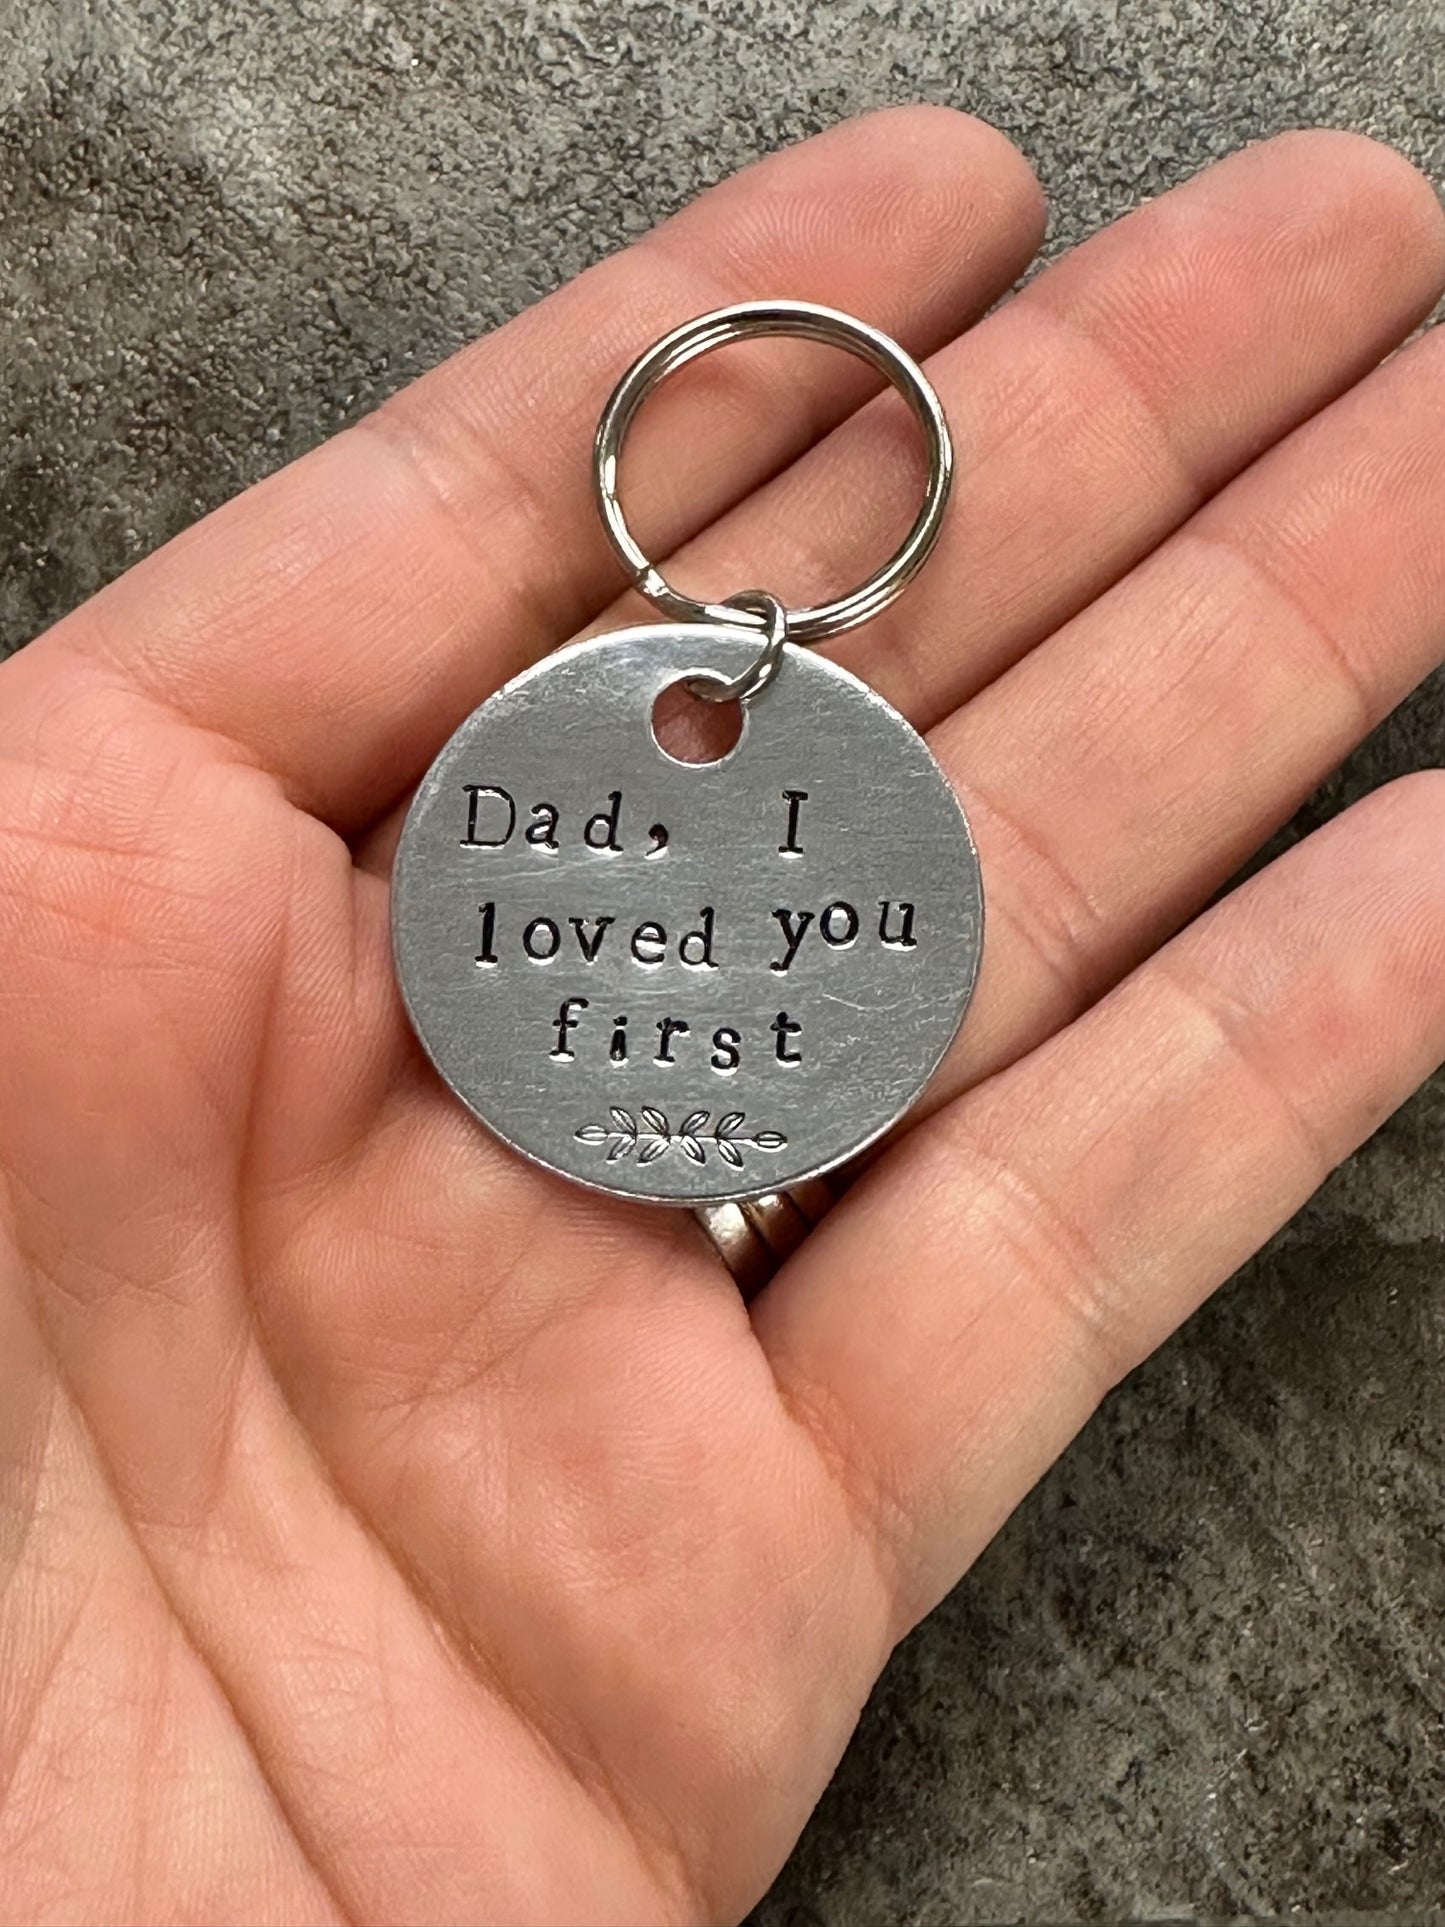 Dad, I
loved you
first